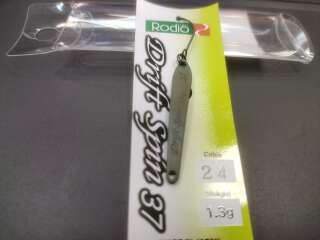 Rodio
Drift Spin 37
Color
24
Weight
1.3g